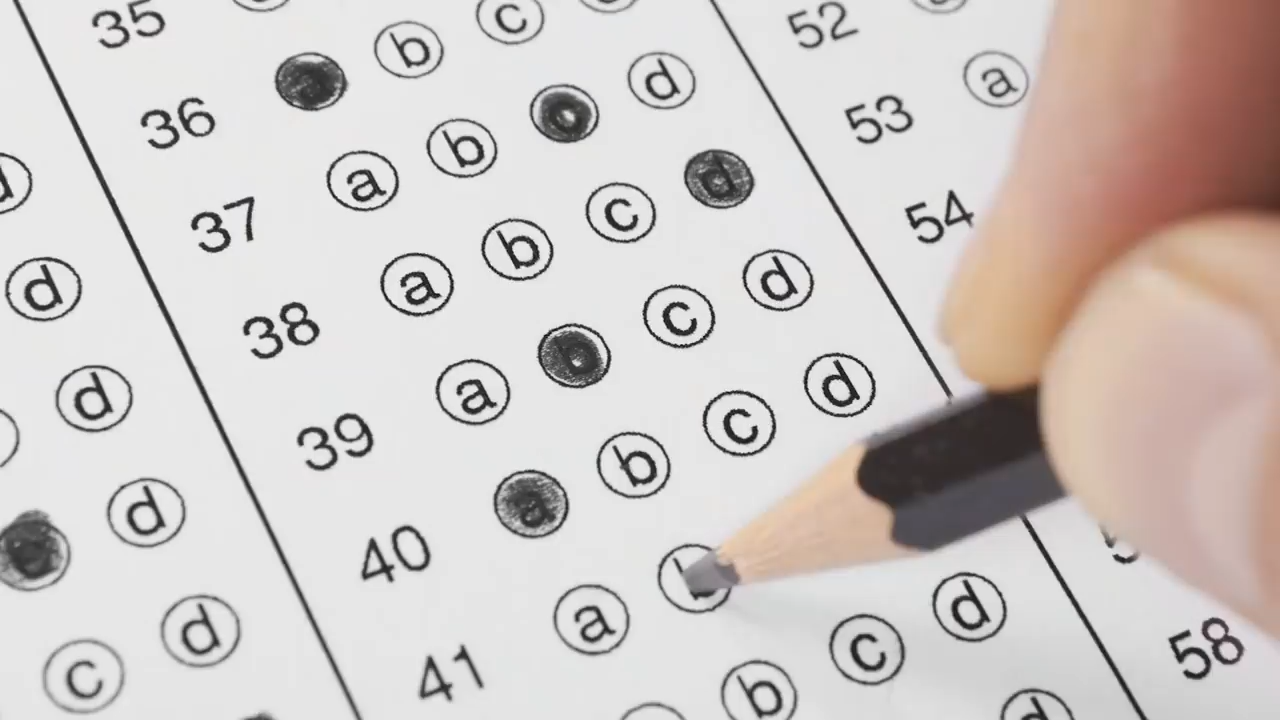 d
d
d
d
c d
35
36 b c
37 a b d
38 a b c d
39 a b c d
40 a b c d
41 a
b c d
d
52
53 a
54
58